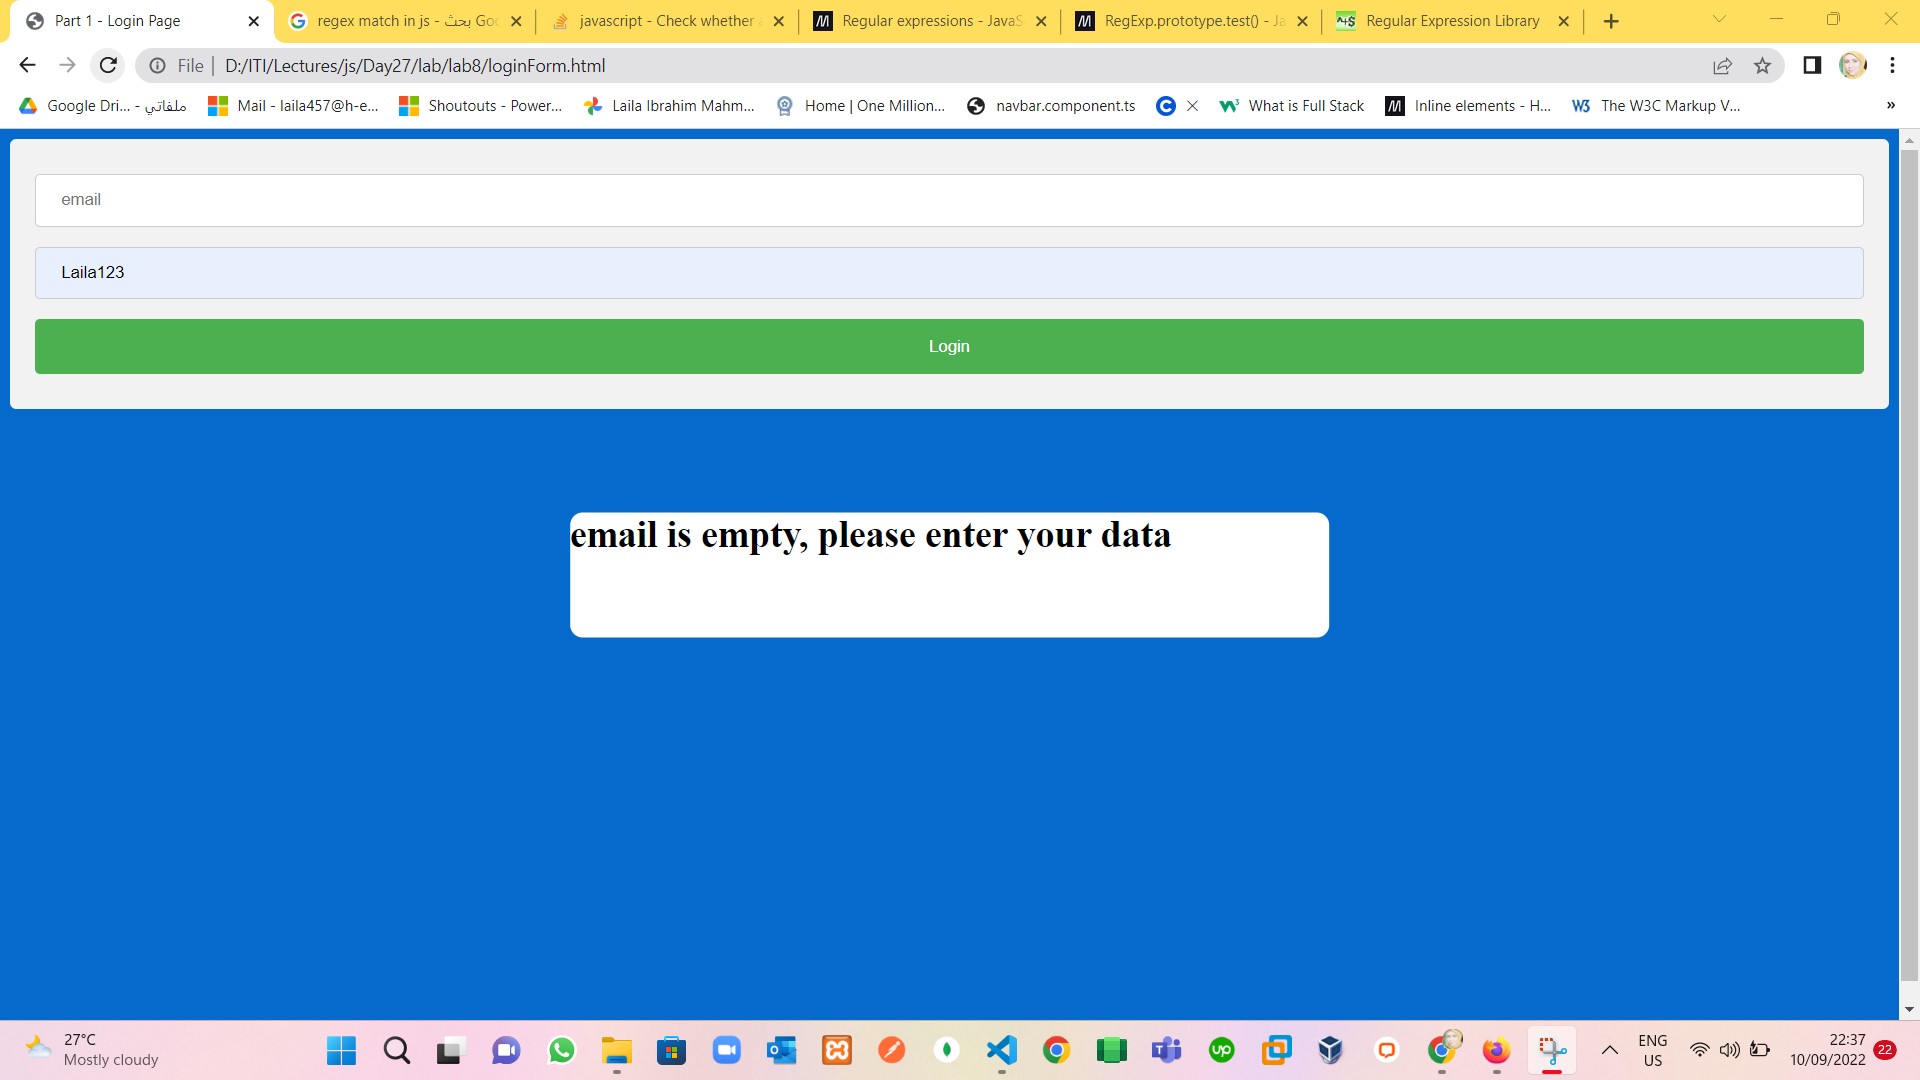 Part 1 - Login Page
regex match in js - بحث Goo
javascript - Check whether a
Regular expressions - JavaS
RegExp.prototype.test() - Ja
Regular Expression Library
File | D:/ITI/Lectures/js/Day27/lab/lab8/loginForm.html
Google Dri... - ملفاتي
Mail - laila457@h-e...
Shoutouts - Power...
Laila Ibrahim Mahm...
Home | One Million...
navbar.component.ts
What is Full Stack
Inline elements - H...
The W3C Markup V...
»
email
Laila123
Login
email is empty, please enter your data
27°C
Mostly cloudy
ENG
US
22:37
10/09/2022
22